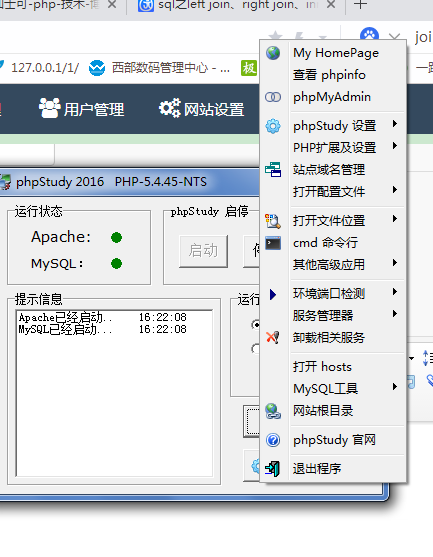 士可-php-技术-信
sql之left join、right join、in
127.0.0.1/1/
西部数码管理中心 - ...
极
joi
一路
用户管理
网站设置
phpStudy 2016 PHP-5.4.45-NTS
运行状态
Apache:
MySQL:
phpStudy 启停
启动
提示信息
Apache已经启动.. 16:22:08
MySQL已经启动... 16:22:08
运行
My HomePage
查看 phpinfo
phpMyAdmin
phpStudy 设置
PHP扩展及设置
站点域名管理
打开配置文件
打开文件位置
cmd 命令行
其他高级应用
环境端口检测
服务管理器
卸载相关服务
打开 hosts
MySQL工具
网站根目录
phpStudy 官网
退出程序